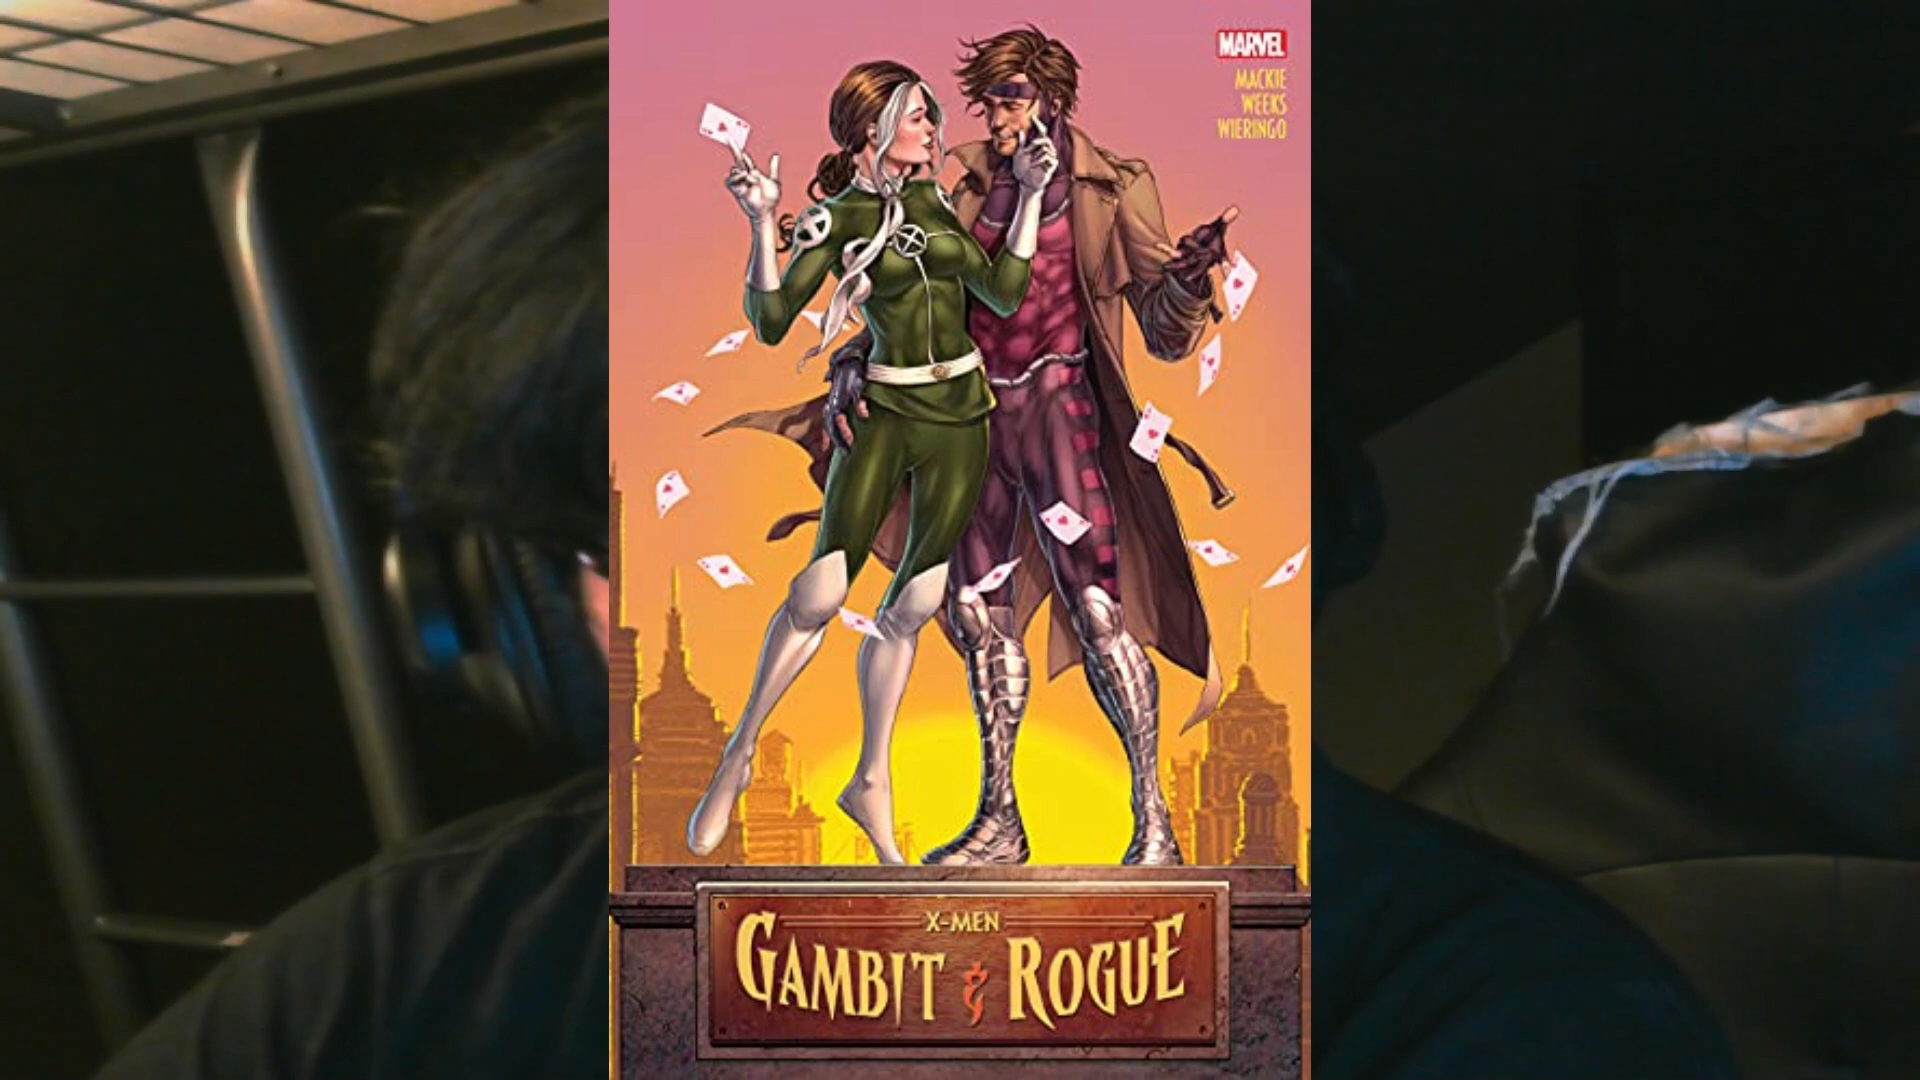 MARVEL
MACKIE
WEEKS
WIERINGO
X-MEN
GAMBIT & ROGUE